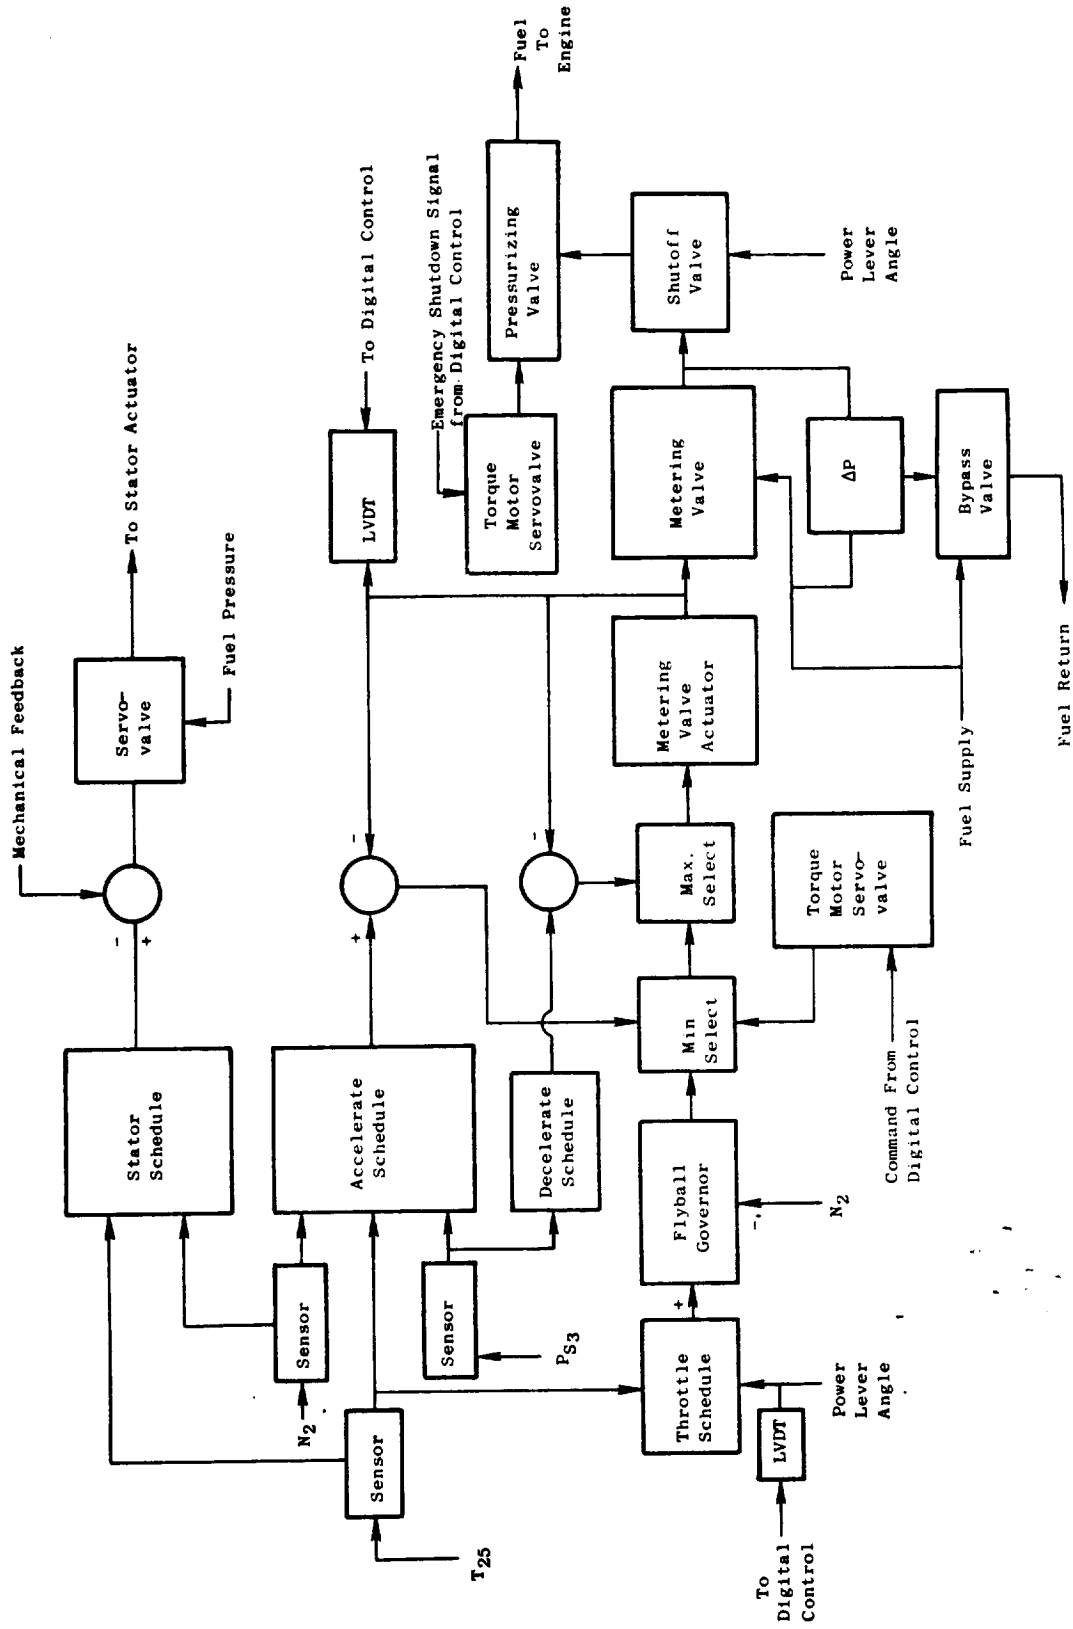 Mechanical Feedback
-
+
Servo-
valve
To Stator Actuator
Fuel Pressure
Stator
Schedule
Accelerate
Schedule
+
-
LVDT
To Digital Control
Emergency Shutdown Signal
from Digital Control
Torque
Motor
Servovalve
Pressurizing
Valve
Fuel
To
Engine
N2
Sensor
Sensor
T25
Sensor
PS3
Decelerate
Schedule
-
Throttle
Schedule
+
Flyball
Governor
-
N2
Min
Select
Max.
Select
Metering
Valve
Actuator
Metering
Valve
Shutoff
Valve
Power
Lever
Angle
ΔP
Bypass
Valve
Fuel Supply
Fuel Return
Torque
Motor
Servo-
valve
Command From
Digital Control
Power
Lever
Angle
LVDT
To
Digital
Control